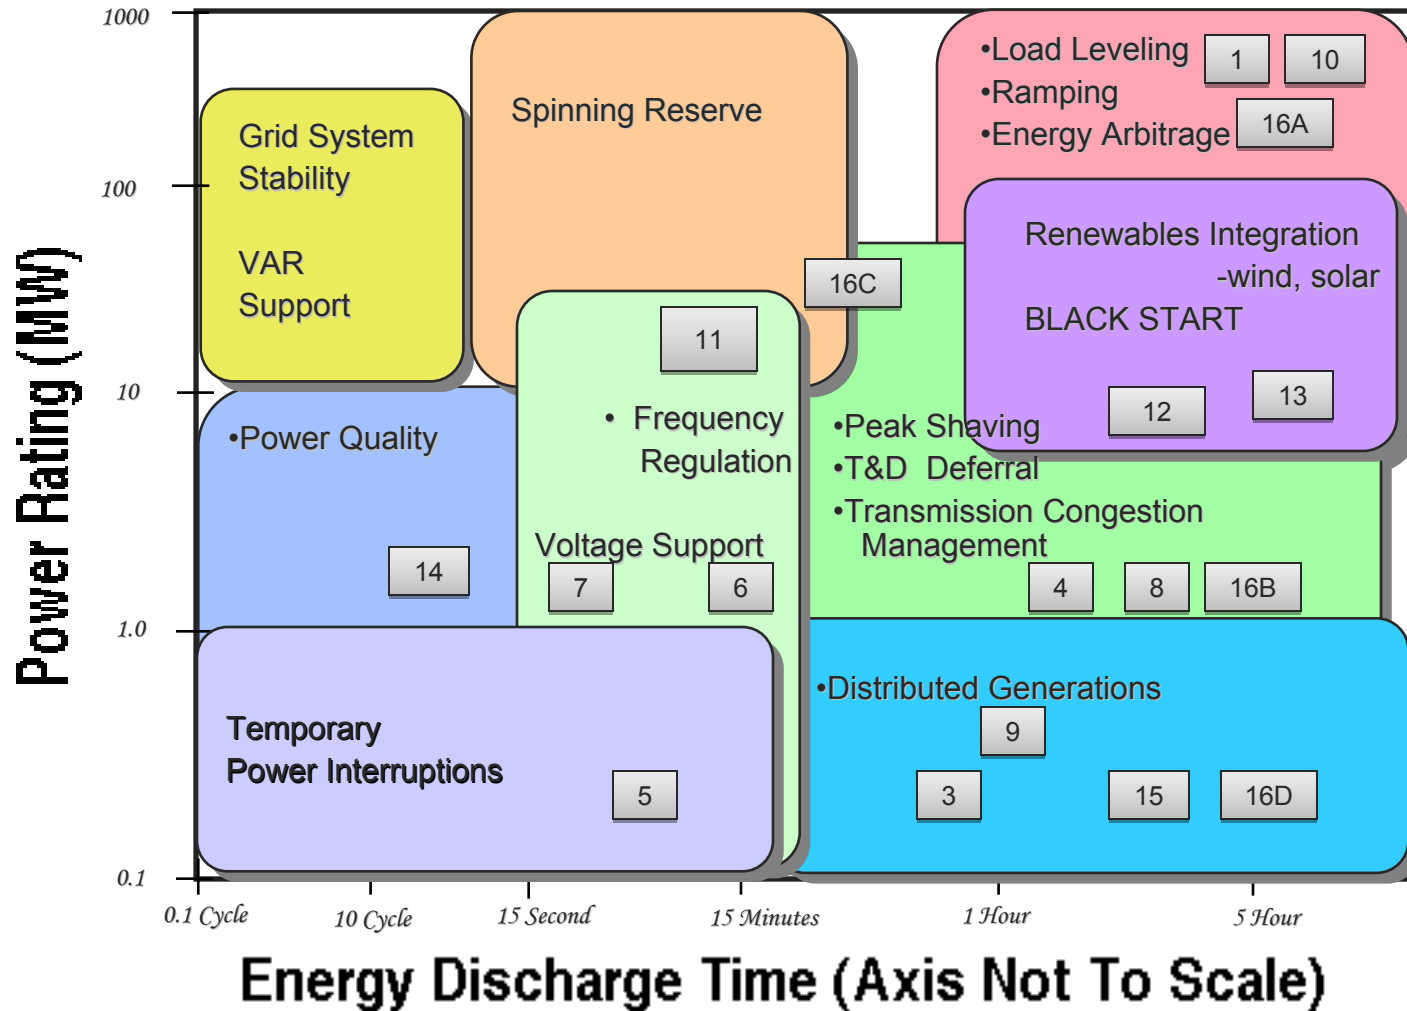 1000
•Load Leveling
1
10
•Ramping
Spinning Reserve
16A
•Energy Arbitrage
Grid System
Stability
100
VAR
Support
Renewables Integration
-wind, solar
BLACK START
16C
11
10
12
13
•Power Quality
• Frequency
Regulation
•Peak Shaving
•T&D Deferral
•Transmission Congestion
Management
Voltage Support
14
7
6
4
8
16B
1.0
•Distributed Generations
9
Temporary
Power Interruptions
5
3
15
16D
0.1
0.1 Cycle
10 Cycle
15 Second
15 Minutes
1 Hour
5 Hour
Power Rating (MW)
Energy Discharge Time (Axis Not To Scale)